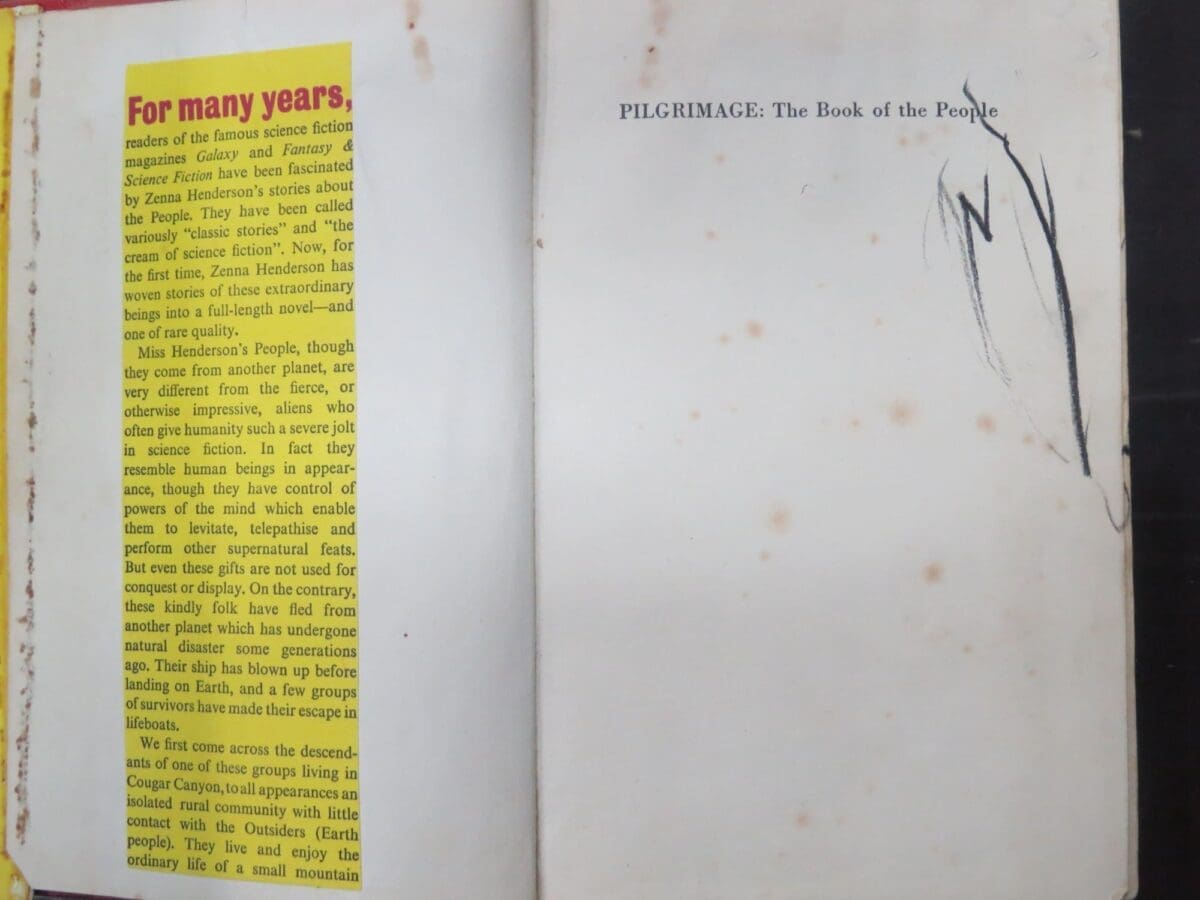 For many years,
readers of the famous science fiction
magazines Galaxy and Fantasy &
Science Fiction have been fascinated
by Zenna Henderson's stories about
the People. They have been called
variously "classic stories" and "the
cream of science fiction". Now, for
the first time, Zenna Henderson has
woven stories of these extraordinary
beings into a full-length novel—and
one of rare quality.
Miss Henderson's People, though
they come from another planet, are
very different from the fierce, or
otherwise impressive, aliens who
often give humanity such a severe jolt
in science fiction. In fact they
resemble human beings in appear-
ance, though they have control of
powers of the mind which enable
them to levitate, telepathise and
perform other supernatural feats.
But even these gifts are not used for
conquest or display. On the contrary,
these kindly folk have fled from
another planet which has undergone
natural disaster some generations
ago. Their ship has blown up before
landing on Earth, and a few groups
of survivors have made their escape in
lifeboats.
We first come across the descend-
ants of one of these groups living in
Cougar Canyon, to all appearances an
isolated rural community with little
contact with the Outsiders (Earth
people). They live and enjoy the
ordinary life of a small mountain
PILGRIMAGE: The Book of the People